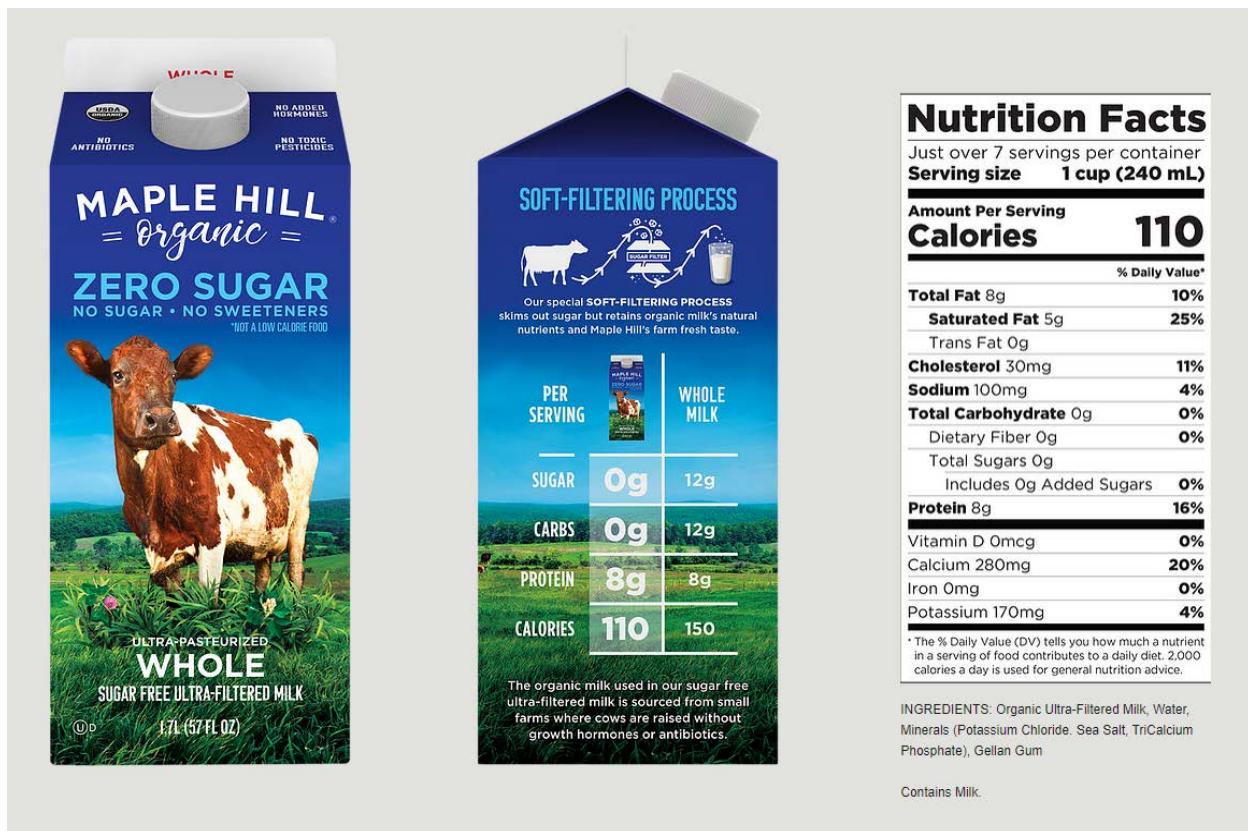 WHOLE
USDA
ORGANIC
NO ADDED
HORMONES
NO
ANTIBIOTICS
NO TOXIC
PESTICIDES
MAPLE HILL®
organic
ZERO SUGAR
NO SUGAR • NO SWEETENERS
*NOT A LOW CALORIE FOOD
ULTRA-PASTEURIZED
WHOLE
SUGAR FREE ULTRA-FILTERED MILK
UD
1.7L (57 FL OZ)
SOFT-FILTERING PROCESS
SUGAR FILTER
Our special SOFT-FILTERING PROCESS
skims out sugar but retains organic milk's natural
nutrients and Maple Hill's farm fresh taste.
PER
SERVING
MAPLE HILL
organic
ZERO SUGAR
WHOLE
WHOLE
MILK
SUGAR 0g 12g
CARBS 0g 12g
PROTEIN 8g 8g
CALORIES 110 150
The organic milk used in our sugar free
ultra-filtered milk is sourced from small
farms where cows are raised without
growth hormones or antibiotics.
Nutrition Facts
Just over 7 servings per container
Serving size 1 cup (240 mL)
Amount Per Serving
Calories 110
% Daily Value*
Total Fat 8g 10%
Saturated Fat 5g 25%
Trans Fat 0g
Cholesterol 30mg 11%
Sodium 100mg 4%
Total Carbohydrate 0g 0%
Dietary Fiber 0g 0%
Total Sugars 0g
Includes 0g Added Sugars 0%
Protein 8g 16%
Vitamin D 0mcg 0%
Calcium 280mg 20%
Iron 0mg 0%
Potassium 170mg 4%
* The % Daily Value (DV) tells you how much a nutrient
in a serving of food contributes to a daily diet. 2,000
calories a day is used for general nutrition advice.
INGREDIENTS: Organic Ultra-Filtered Milk, Water,
Minerals (Potassium Chloride. Sea Salt, TriCalcium
Phosphate), Gellan Gum
Contains Milk.